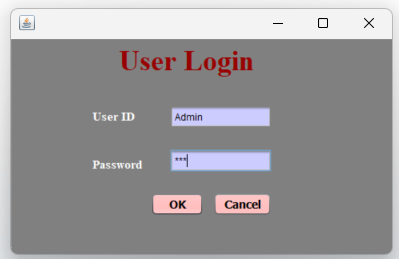 User Login
User ID Admin
Password ***
OK Cancel